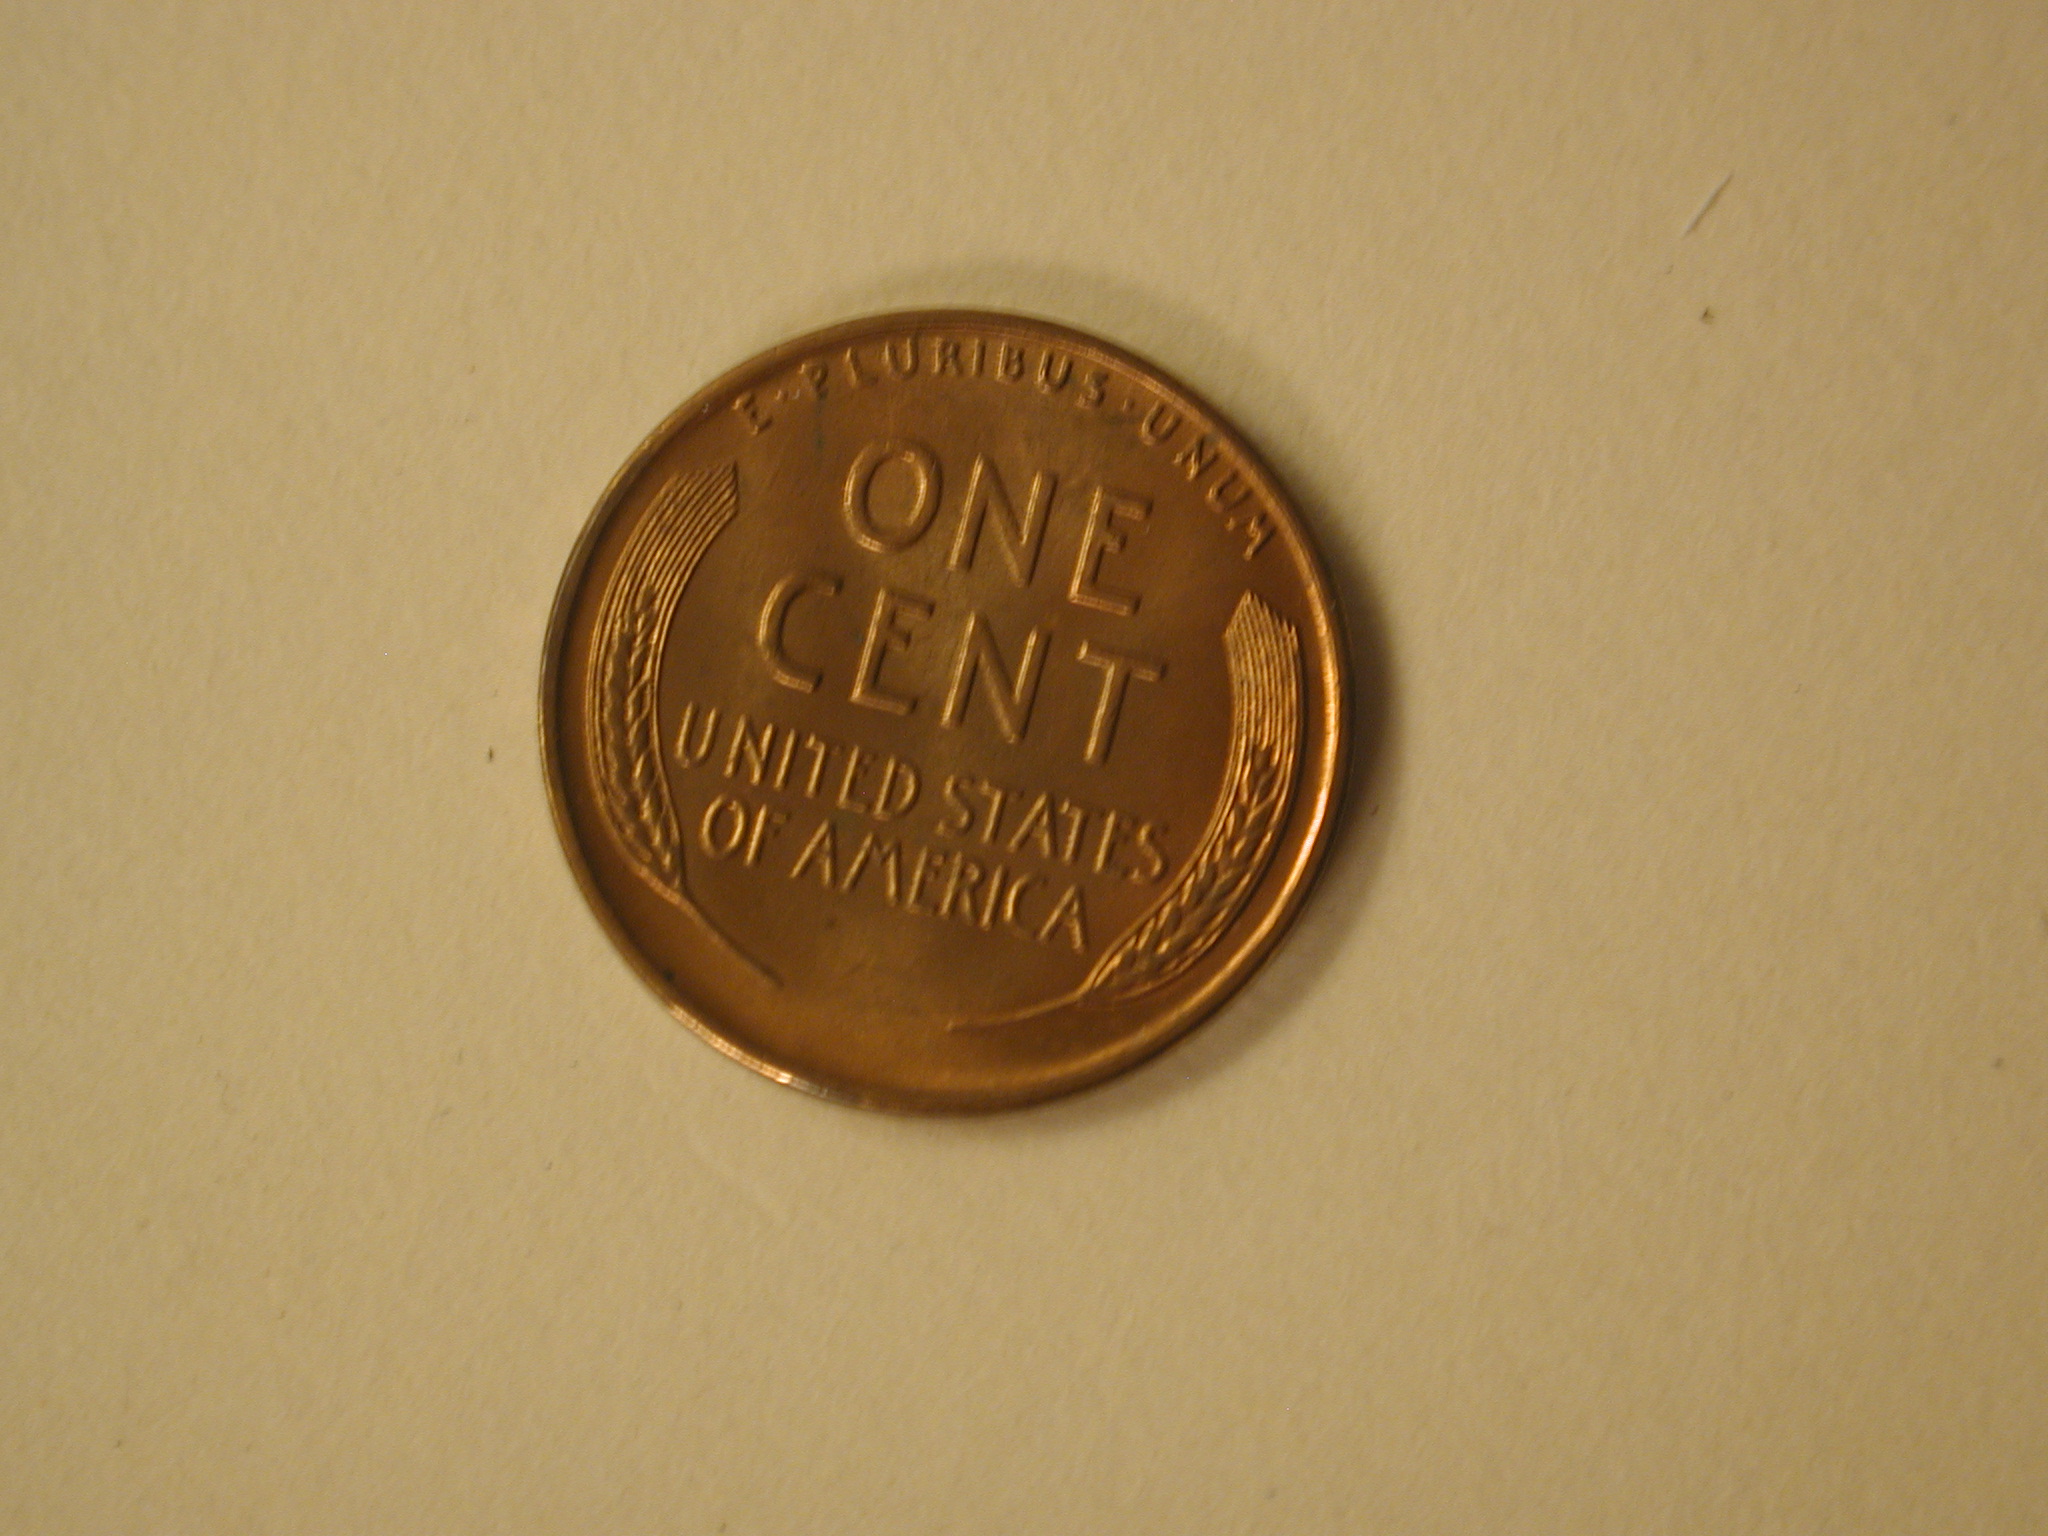 E·PLURIBUS·UNUM
ONE
CENT
UNITED STATES
OF AMERICA